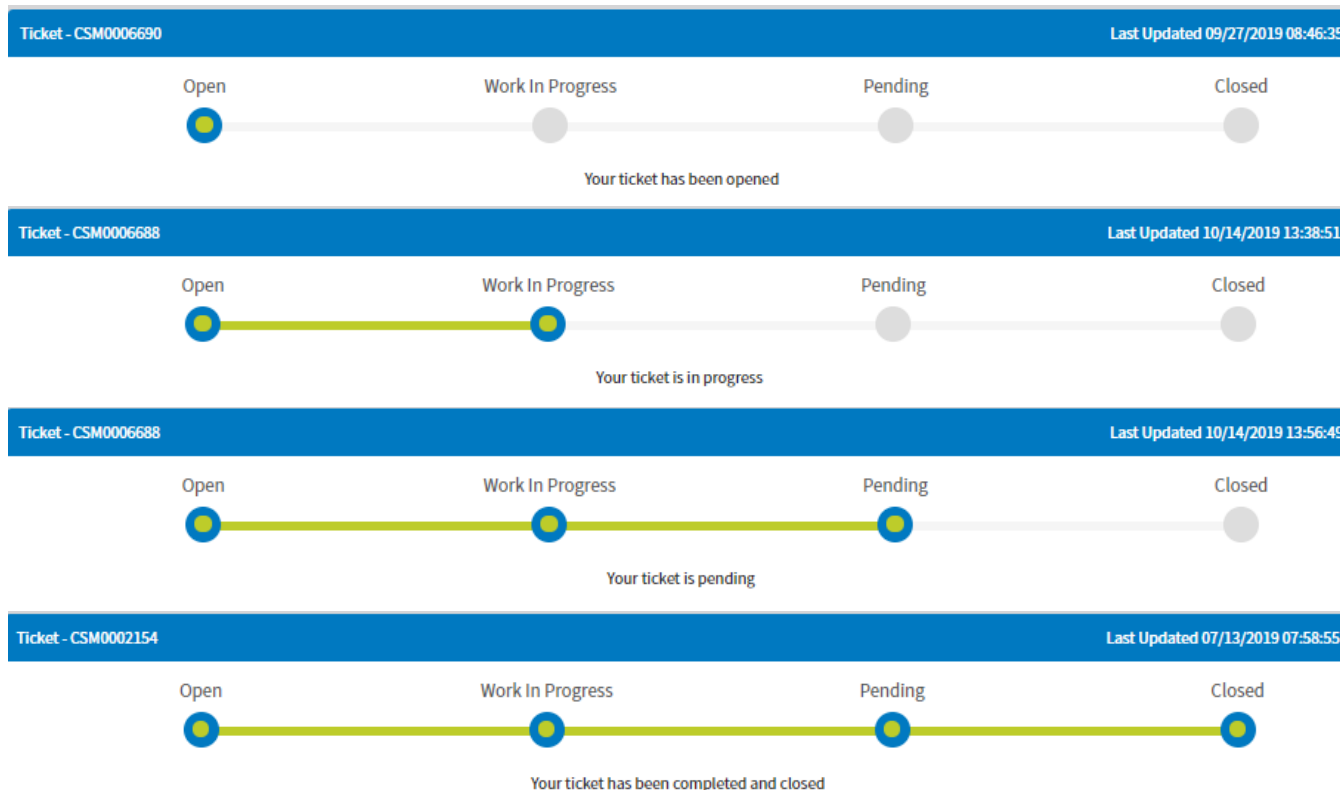 Ticket - CSM0006690 Last Updated 09/27/2019 08:46:35
Open Work In Progress Pending Closed
Your ticket has been opened
Ticket - CSM0006688 Last Updated 10/14/2019 13:38:51
Open Work In Progress Pending Closed
Your ticket is in progress
Ticket - CSM0006688 Last Updated 10/14/2019 13:56:49
Open Work In Progress Pending Closed
Your ticket is pending
Ticket - CSM0002154 Last Updated 07/13/2019 07:58:55
Open Work In Progress Pending Closed
Your ticket has been completed and closed